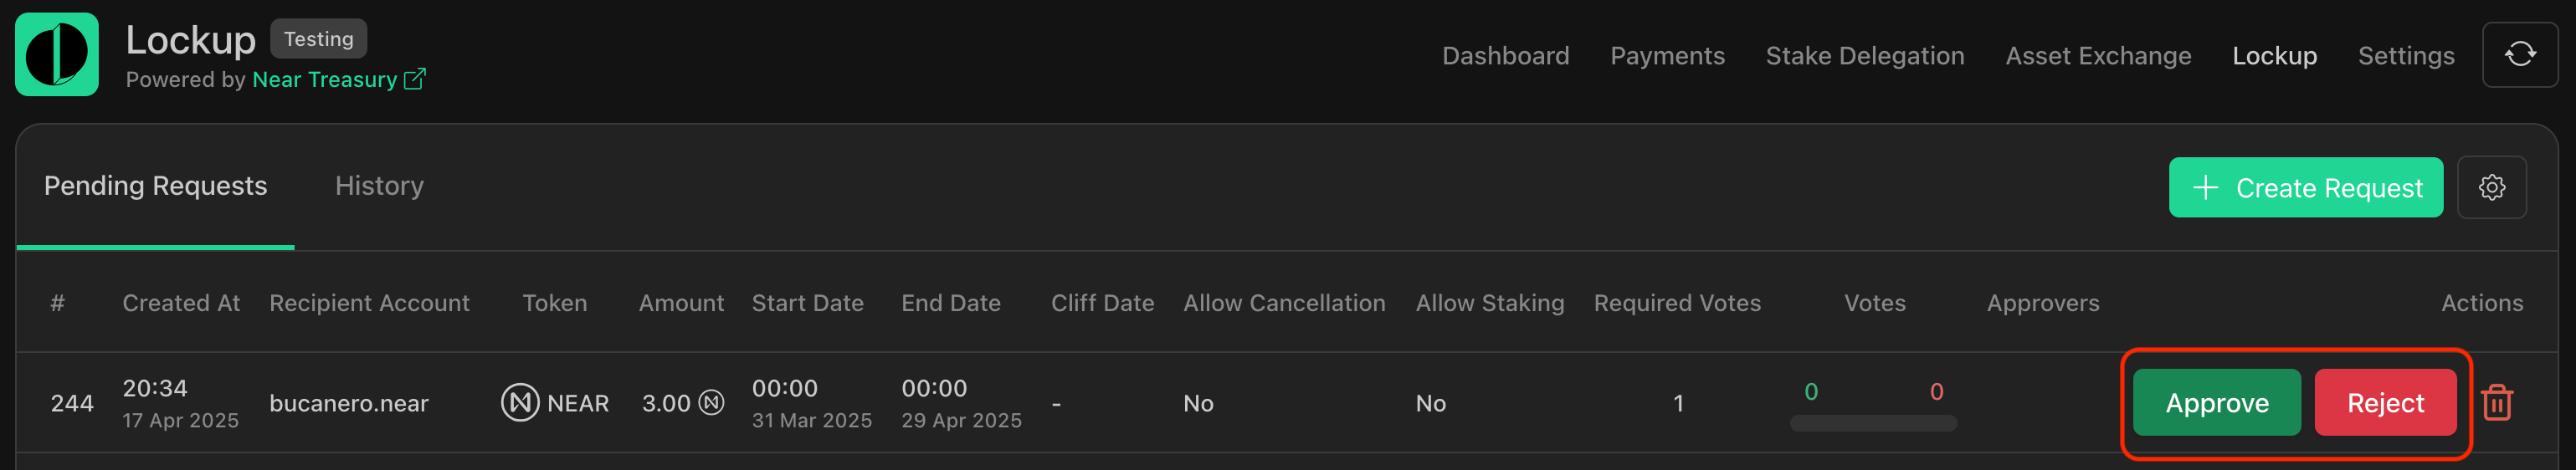 Lockup Testing
Powered by Near Treasury
Dashboard Payments Stake Delegation Asset Exchange Lockup Settings
Pending Requests History
Create Request
# Created At Recipient Account Token Amount Start Date End Date Cliff Date Allow Cancellation Allow Staking Required Votes Votes Approvers Actions
244 20:34 bucanero.near NEAR 3.00 00:00 00:00 - No No 1 0 0 Approve Reject
17 Apr 2025 31 Mar 2025 29 Apr 2025